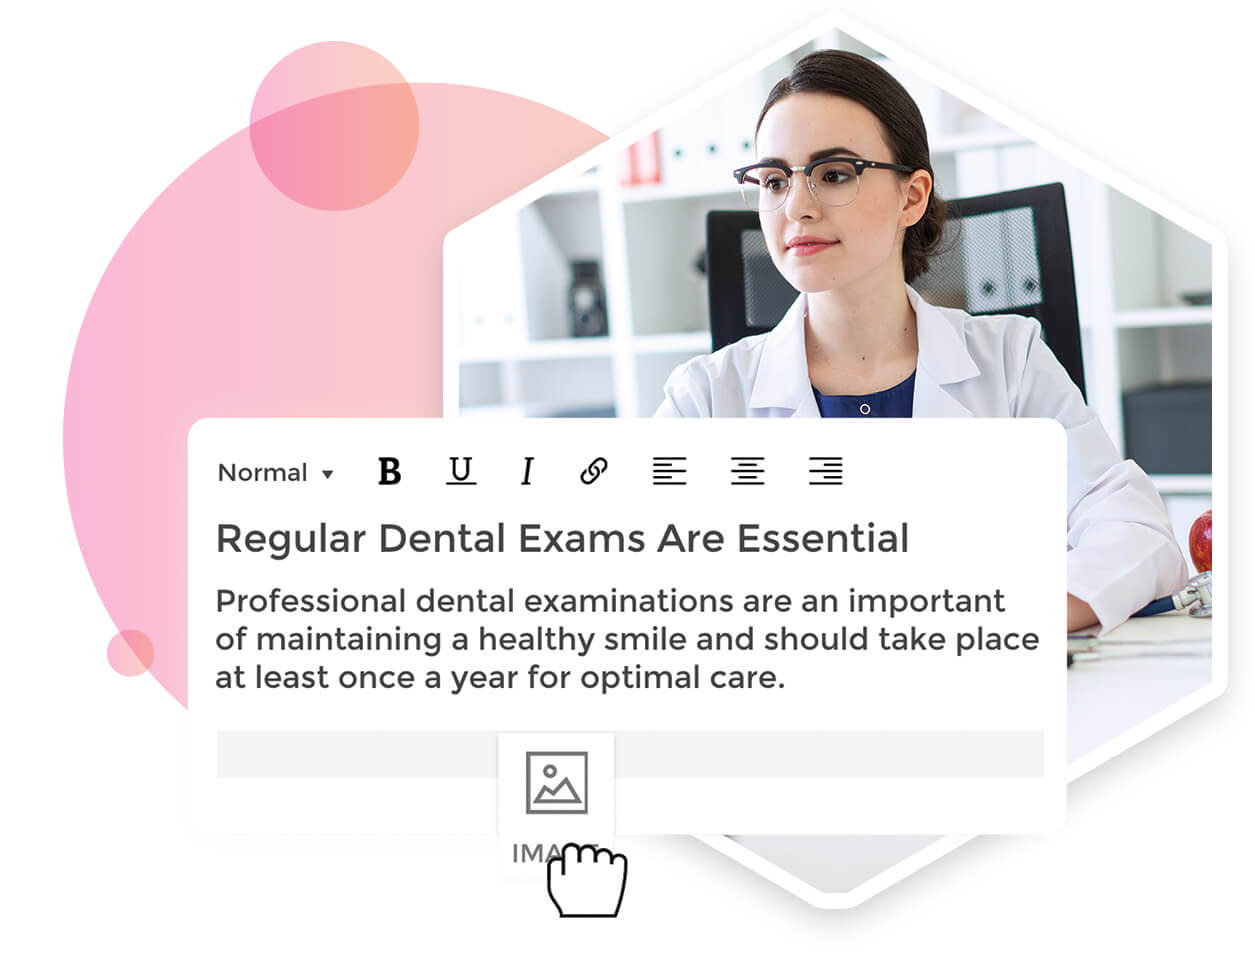 Normal
B U I
Regular Dental Exams Are Essential
Professional dental examinations are an important
of maintaining a healthy smile and should take place
at least once a year for optimal care.